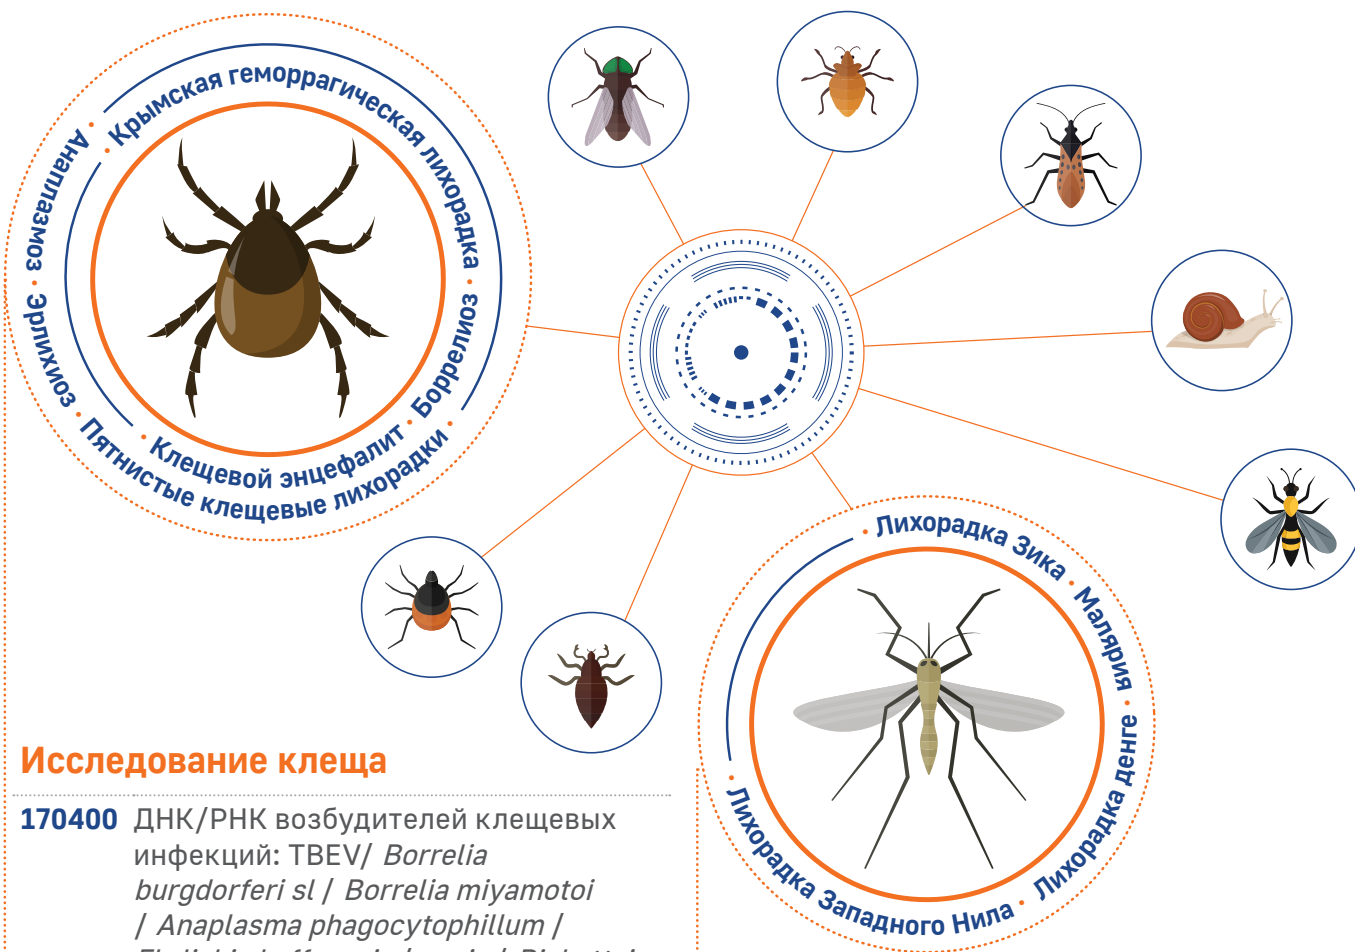 • Крымская геморрагическая лихорадка • Боррелиоз •
• Клещевой энцефалит
• Анаплазмоз • Эрлихиоз • Пятнистые клещевые лихорадки •
• Лихорадка Зика • Малярия • Лихорадка денге
• Лихорадка Западного Нила •
Исследование клеща
170400 ДНК/РНК возбудителей клещевых
инфекций: TBEV/ Borrelia
burgdorferi sl / Borrelia miyamotoi
/ Anaplasma phagocytophillum /